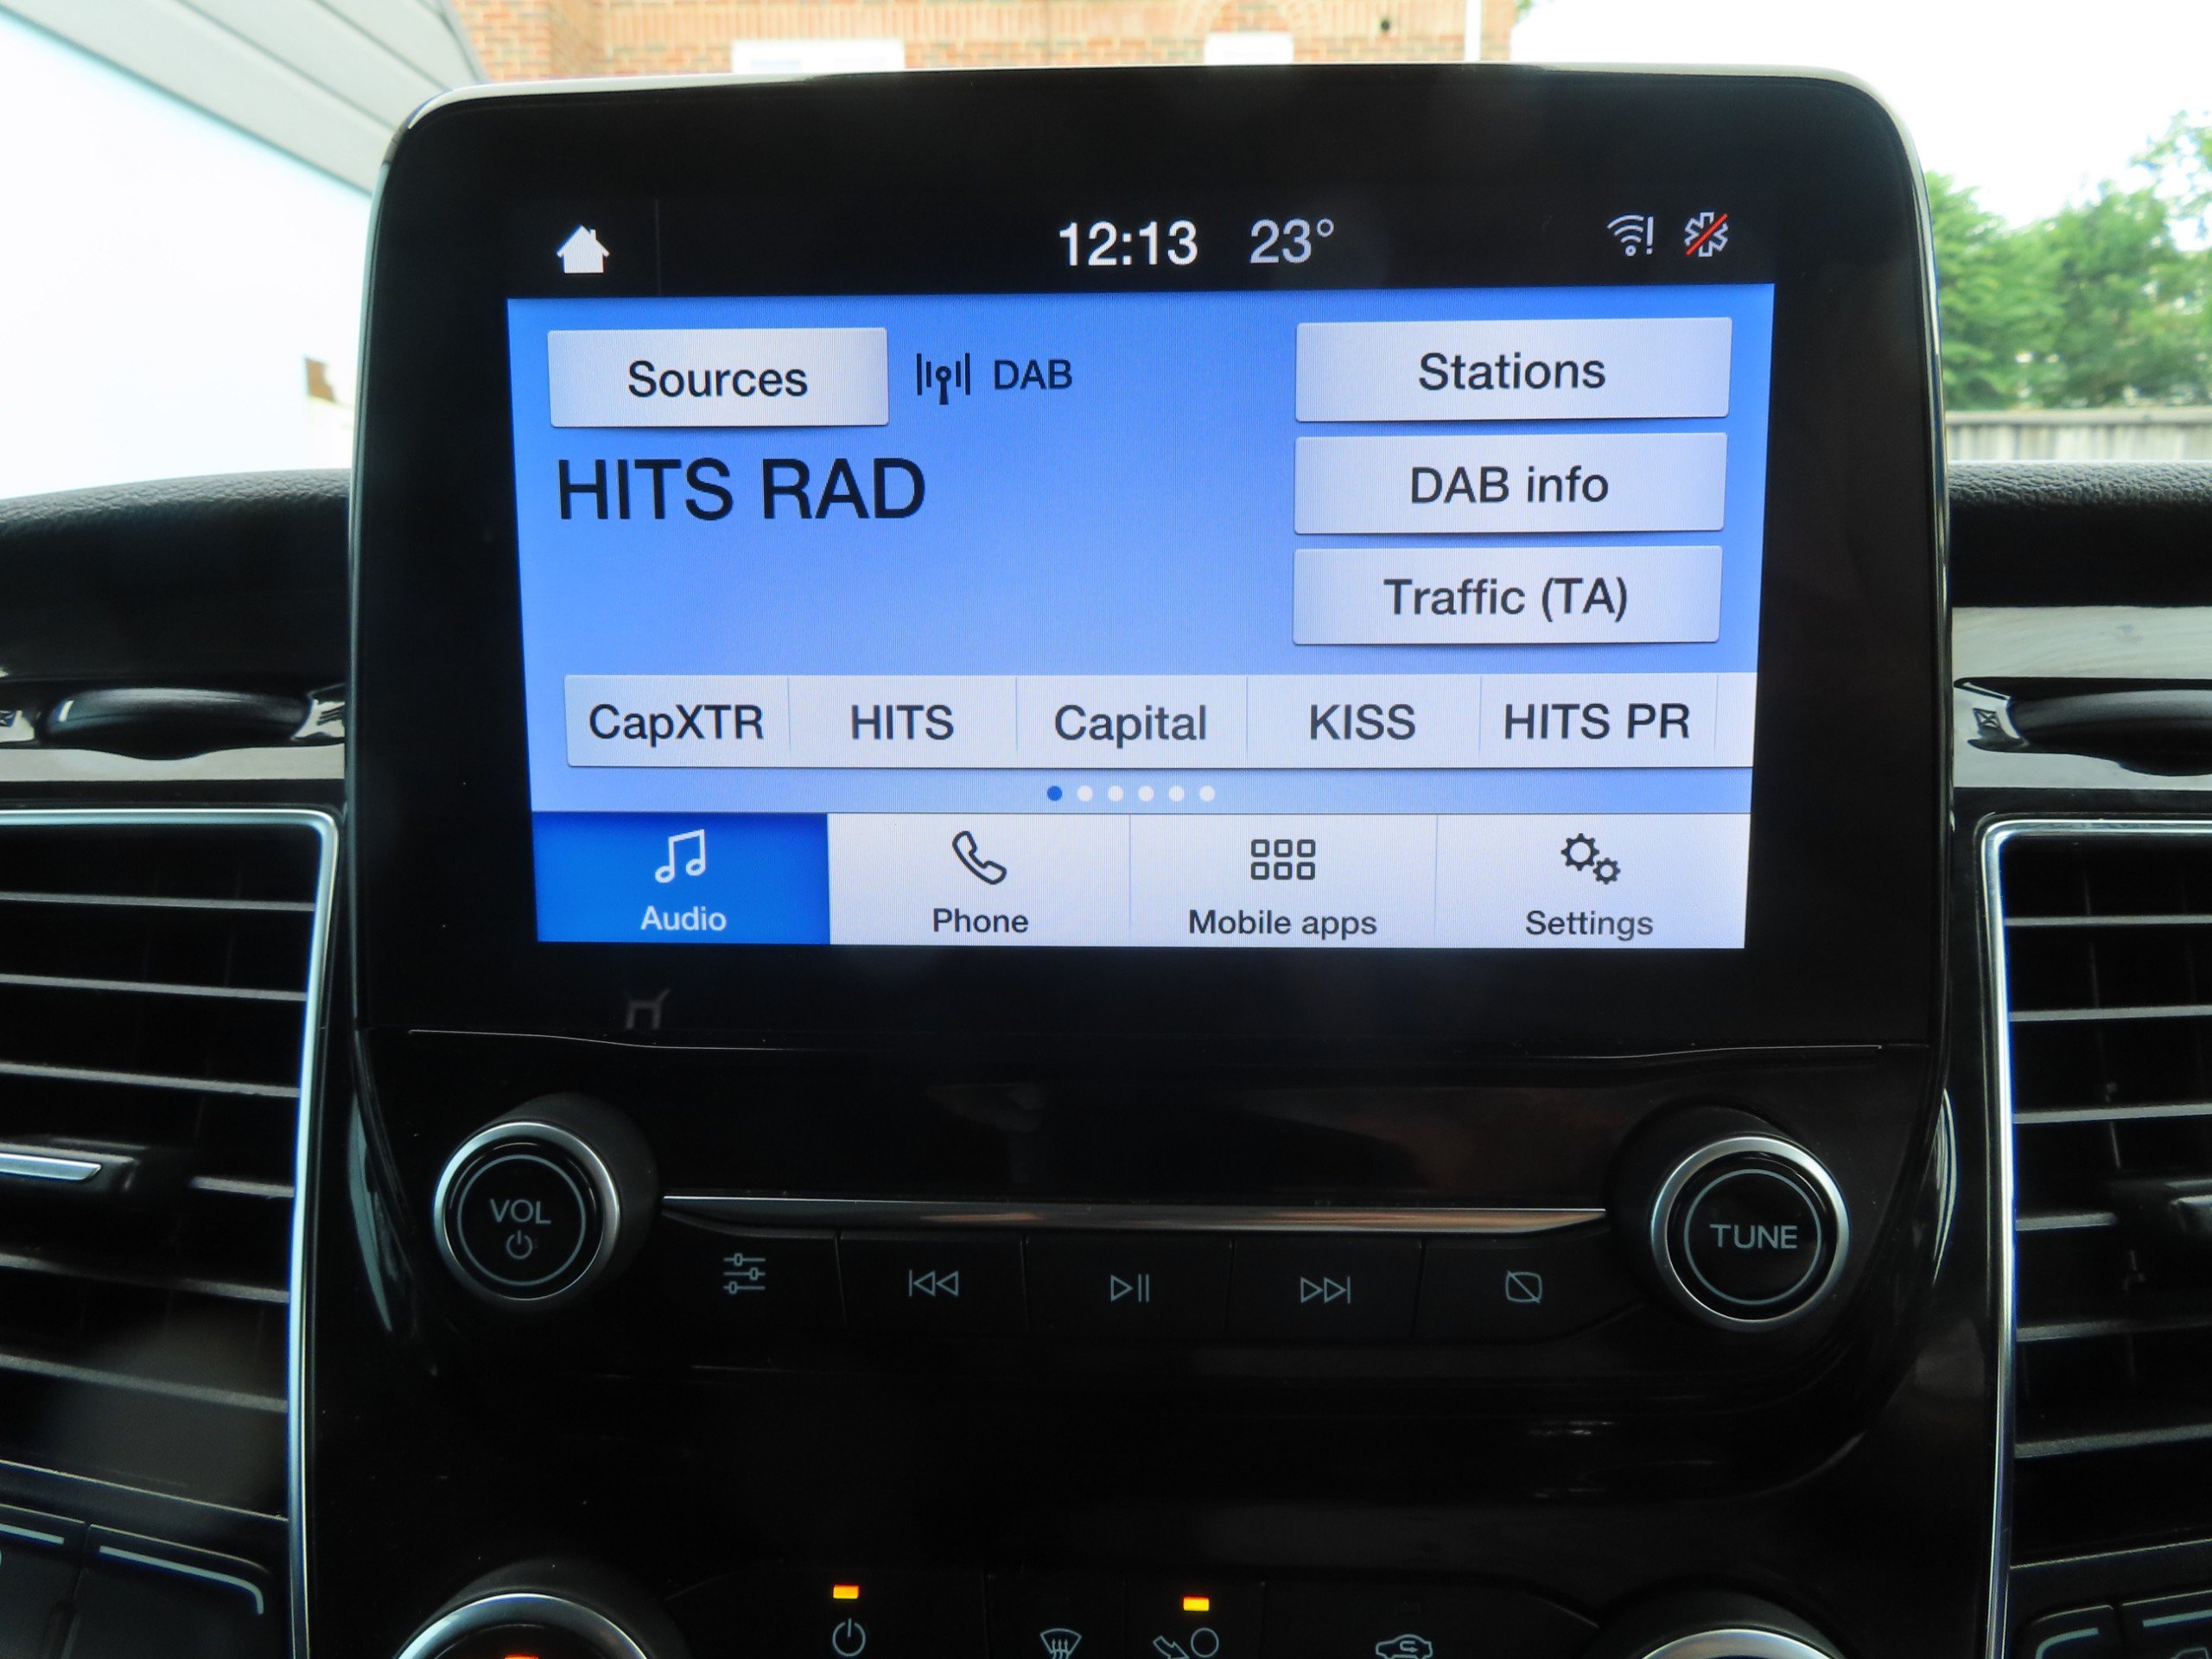 12:13 23°
Sources DAB Stations
HITS RAD
DAB info
Traffic (TA)
CapXTR HITS Capital KISS HITS PR
Audio Phone Mobile apps Settings
VOL TUNE